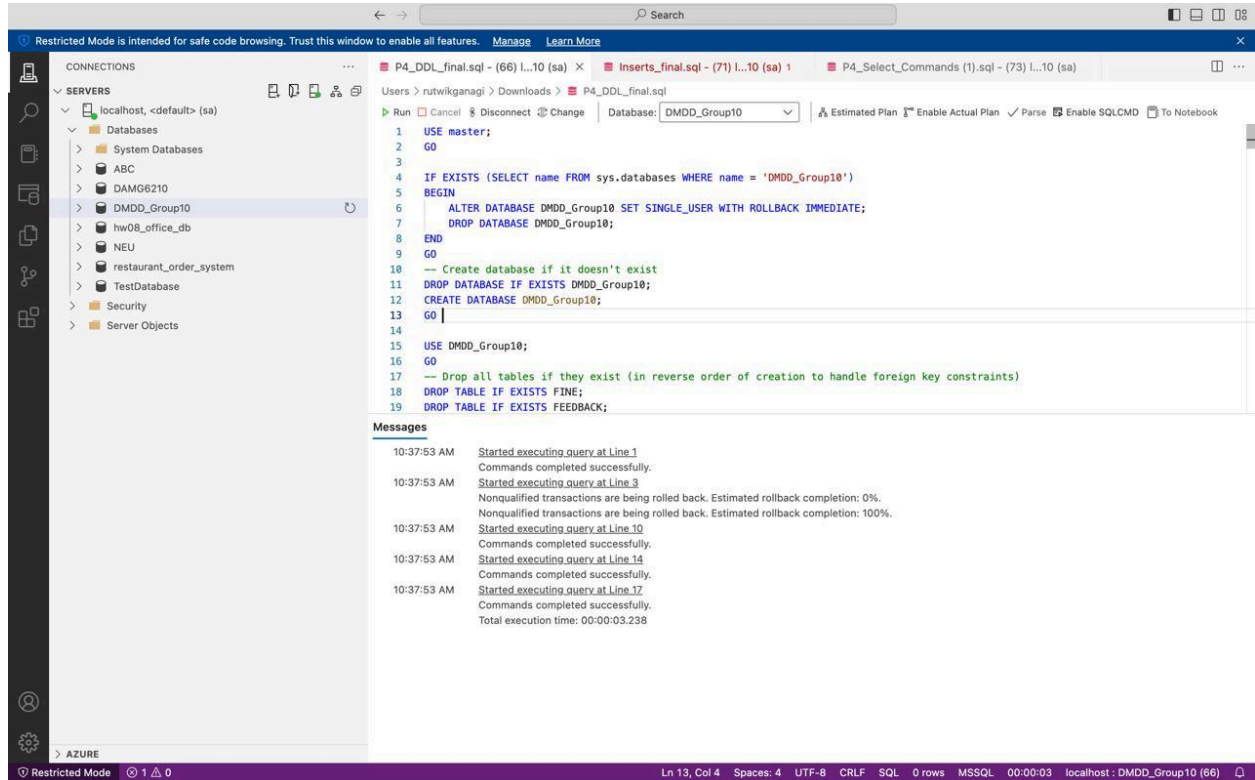 Search
Restricted Mode is intended for safe code browsing. Trust this window to enable all features. Manage Learn More
CONNECTIONS
SERVERS
localhost, <default> (sa)
Databases
System Databases
ABC
DAMG6210
DMDD_Group10
hw08_office_db
NEU
restaurant_order_system
TestDatabase
Security
Server Objects
AZURE
P4_DDL_final.sql - (66) l...10 (sa) Inserts_final.sql - (71) l...10 (sa) 1 P4_Select_Commands (1).sql - (73) l...10 (sa)
Users > rutwikganagi > Downloads > P4_DDL_final.sql
Run Cancel Disconnect Change Database: DMDD_Group10 Estimated Plan Enable Actual Plan Parse Enable SQLCMD To Notebook
1 USE master;
2 GO
3
4 IF EXISTS (SELECT name FROM sys.databases WHERE name = 'DMDD_Group10')
5 BEGIN
6 ALTER DATABASE DMDD_Group10 SET SINGLE_USER WITH ROLLBACK IMMEDIATE;
7 DROP DATABASE DMDD_Group10;
8 END
9 GO
10 -- Create database if it doesn't exist
11 DROP DATABASE IF EXISTS DMDD_Group10;
12 CREATE DATABASE DMDD_Group10;
13 GO
14
15 USE DMDD_Group10;
16 GO
17 -- Drop all tables if they exist (in reverse order of creation to handle foreign key constraints)
18 DROP TABLE IF EXISTS FINE;
19 DROP TABLE IF EXISTS FEEDBACK;
Messages
10:37:53 AM Started executing query at Line 1
Commands completed successfully.
10:37:53 AM Started executing query at Line 3
Nonqualified transactions are being rolled back. Estimated rollback completion: 0%.
Nonqualified transactions are being rolled back. Estimated rollback completion: 100%.
10:37:53 AM Started executing query at Line 10
Commands completed successfully.
10:37:53 AM Started executing query at Line 14
Commands completed successfully.
10:37:53 AM Started executing query at Line 17
Commands completed successfully.
Total execution time: 00:00:03.238
Restricted Mode 1 0 Ln 13, Col 4 Spaces: 4 UTF-8 CRLF SQL 0 rows MSSQL 00:00:03 localhost : DMDD_Group10 (66)